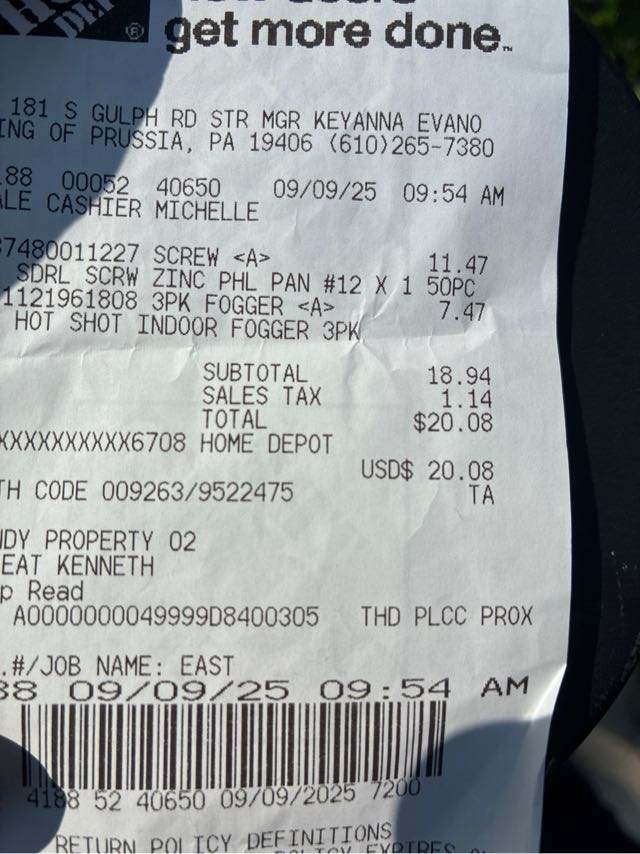 get more done.™
181 S GULPH RD STR MGR KEYANNA EVANO
ING OF PRUSSIA, PA 19406 (610)265-7380
88 00052 40650 09/09/25 09:54 AM
LE CASHIER MICHELLE
7480011227 SCREW <A> 11.47
SDRL SCRW ZINC PHL PAN #12 X 1 50PC
1121961808 3PK FOGGER <A> 7.47
HOT SHOT INDOOR FOGGER 3PK
SUBTOTAL 18.94
SALES TAX 1.14
TOTAL $20.08
XXXXXXXXXX6708 HOME DEPOT
USD$ 20.08
TH CODE 009263/9522475 TA
DY PROPERTY 02
EAT KENNETH
p Read
A0000000049999D8400305 THD PLCC PROX
.#/JOB NAME: EAST
88 09/09/25 09:54 AM
4188 52 40650 09/09/2025 7200
RETURN POLICY DEFINITIONS
POLICY EXPIRES